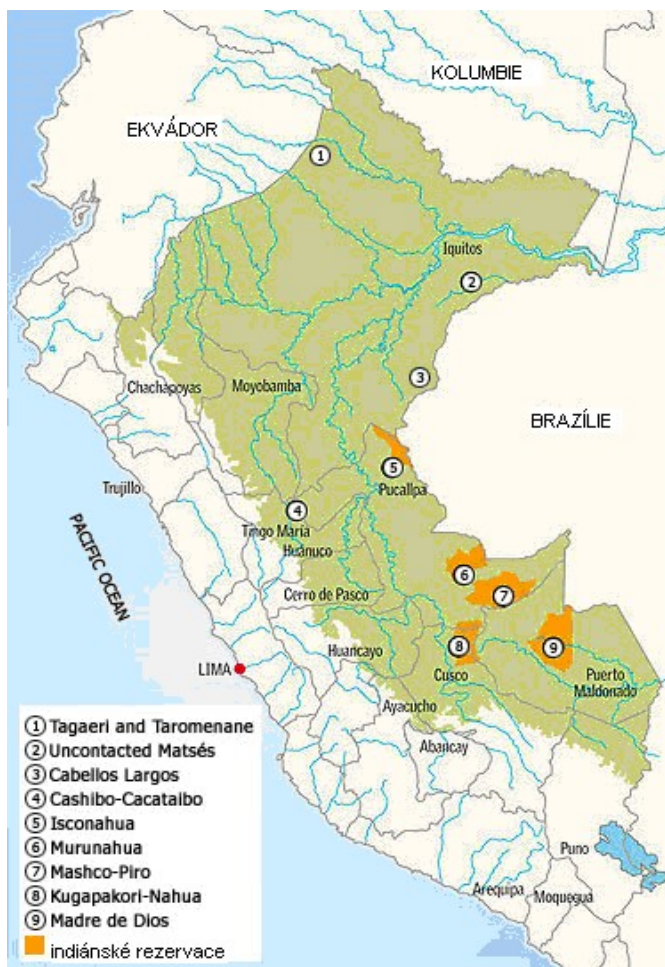 KOLUMBIE
EKVÁDOR
1
Iquitos
2
3
Chachapoyas
Moyobamba
BRAZÍLIE
5
Pucallpa
Trujillo
4
Tingo María
PACIFIC OCEAN
Huánuco
6
Cerro de Pasco
7
8
9
Huancayo
LIMA
Cusco
Puerto
Maldonado
Ayacucho
Abancay
1 Tagaeri and Taromenane
2 Uncontacted Matsés
3 Cabellos Largos
4 Cashibo-Cacataibo
5 Isconahua
6 Murunahua
7 Mashco-Piro
8 Kugapakori-Nahua
9 Madre de Dios
indiánské rezervace
Puno
Arequipa
Moquegua